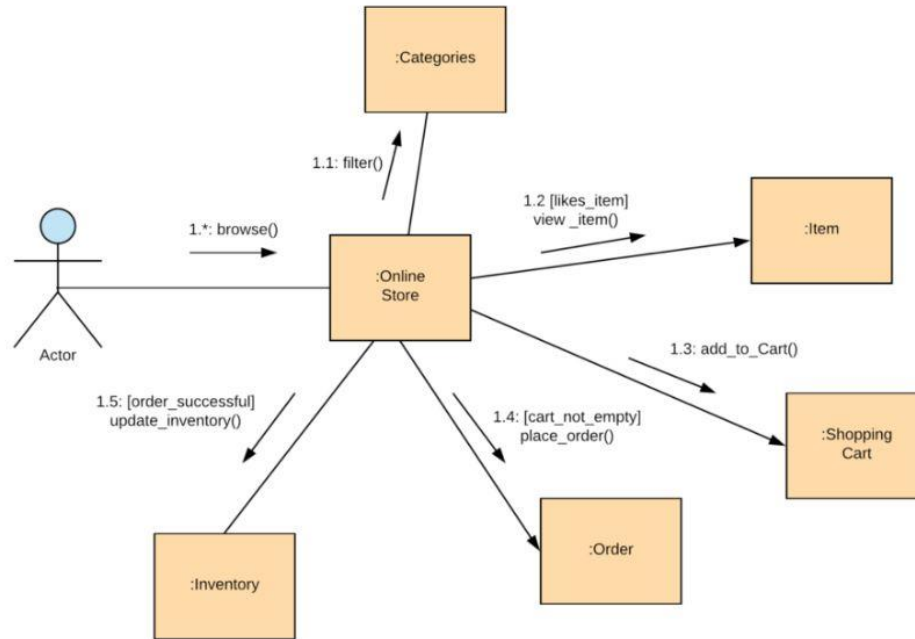 :Categories
1.1: filter()
1.2 [likes_item]
view _item()
:Item
1.*: browse()
:Online
Store
Actor
1.3: add_to_Cart()
1.5: [order_successful]
update_inventory()
1.4: [cart_not_empty]
place_order()
:Shopping
Cart
:Inventory
:Order